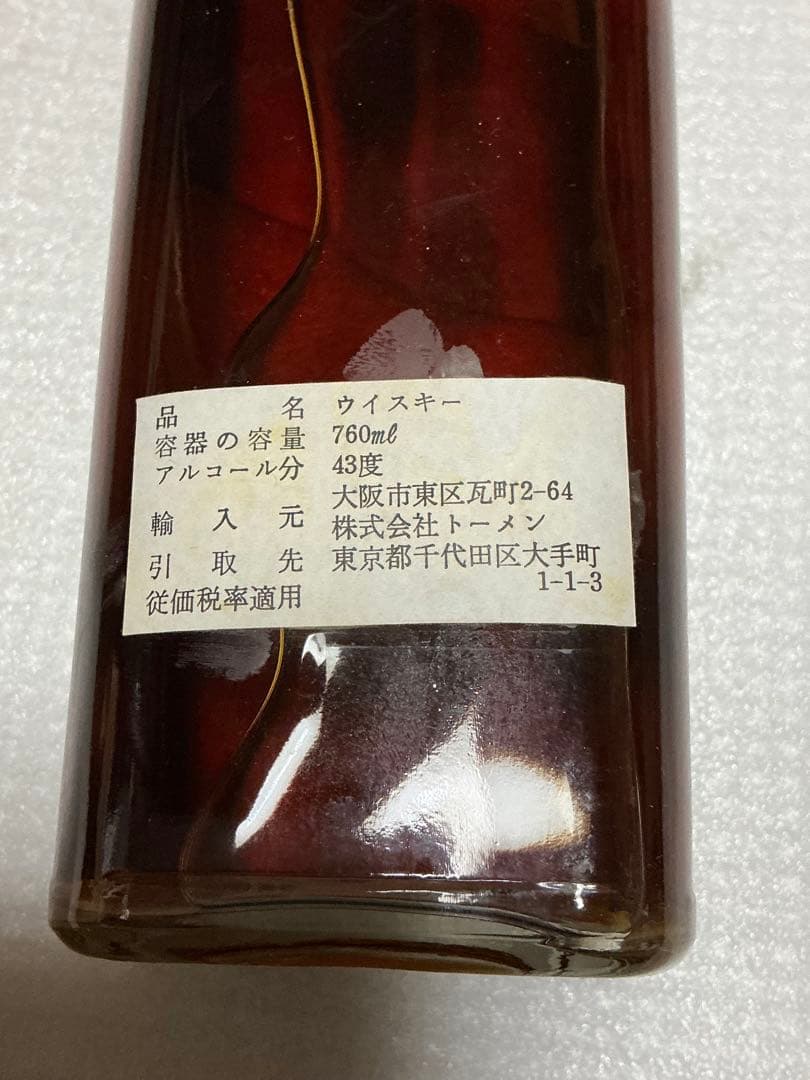 品名 ウイスキー
容器の容量 760㎖
アルコール分 43度
輸入元 大阪市東区瓦町2-64
株式会社トーメン
引取先 東京都千代田区大手町
1-1-3
従価税率適用